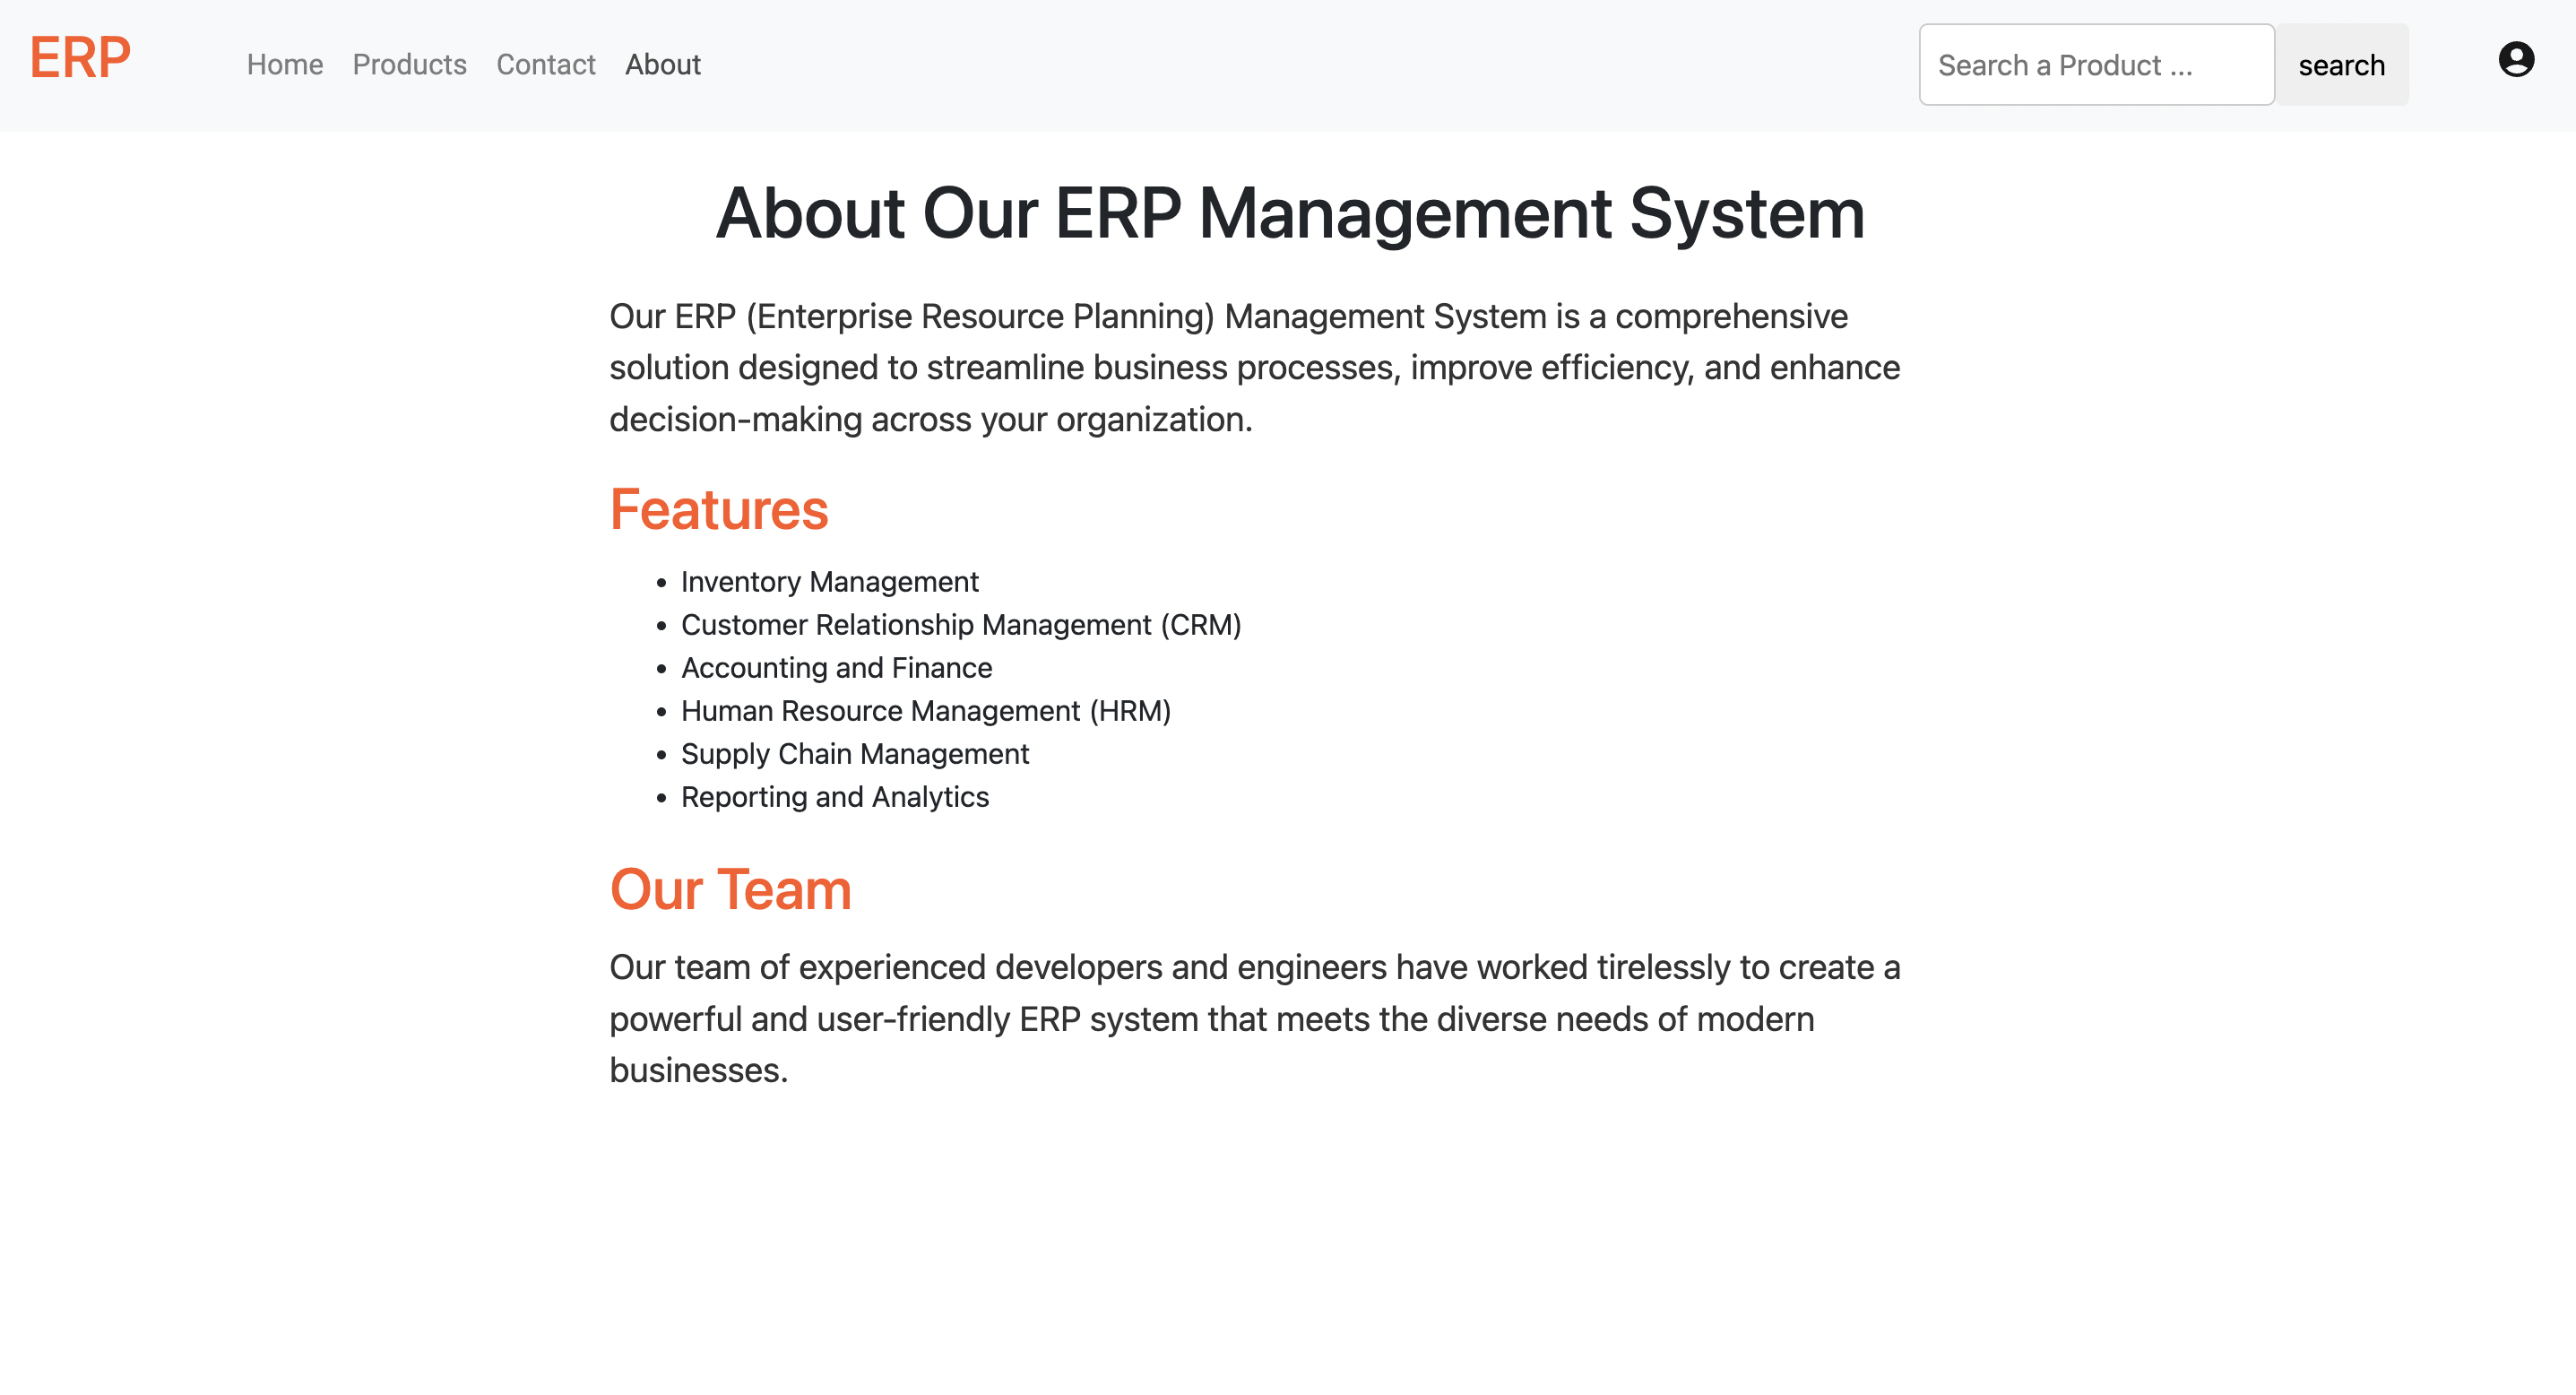 ERP
Home Products Contact About
Search a Product ... search
About Our ERP Management System
Our ERP (Enterprise Resource Planning) Management System is a comprehensive
solution designed to streamline business processes, improve efficiency, and enhance
decision-making across your organization.
Features
• Inventory Management
• Customer Relationship Management (CRM)
• Accounting and Finance
• Human Resource Management (HRM)
• Supply Chain Management
• Reporting and Analytics
Our Team
Our team of experienced developers and engineers have worked tirelessly to create a
powerful and user-friendly ERP system that meets the diverse needs of modern
businesses.